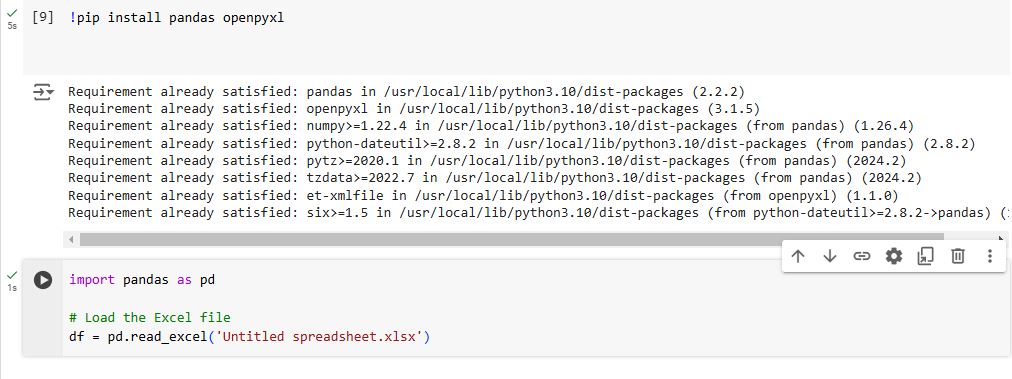 [9] !pip install pandas openpyxl
5s
Requirement already satisfied: pandas in /usr/local/lib/python3.10/dist-packages (2.2.2)
Requirement already satisfied: openpyxl in /usr/local/lib/python3.10/dist-packages (3.1.5)
Requirement already satisfied: numpy>=1.22.4 in /usr/local/lib/python3.10/dist-packages (from pandas) (1.26.4)
Requirement already satisfied: python-dateutil>=2.8.2 in /usr/local/lib/python3.10/dist-packages (from pandas) (2.8.2)
Requirement already satisfied: pytz>=2020.1 in /usr/local/lib/python3.10/dist-packages (from pandas) (2024.2)
Requirement already satisfied: tzdata>=2022.7 in /usr/local/lib/python3.10/dist-packages (from pandas) (2024.2)
Requirement already satisfied: et-xmlfile in /usr/local/lib/python3.10/dist-packages (from openpyxl) (1.1.0)
Requirement already satisfied: six>=1.5 in /usr/local/lib/python3.10/dist-packages (from python-dateutil>=2.8.2->pandas) (
1s
import pandas as pd
# Load the Excel file
df = pd.read_excel('Untitled spreadsheet.xlsx')